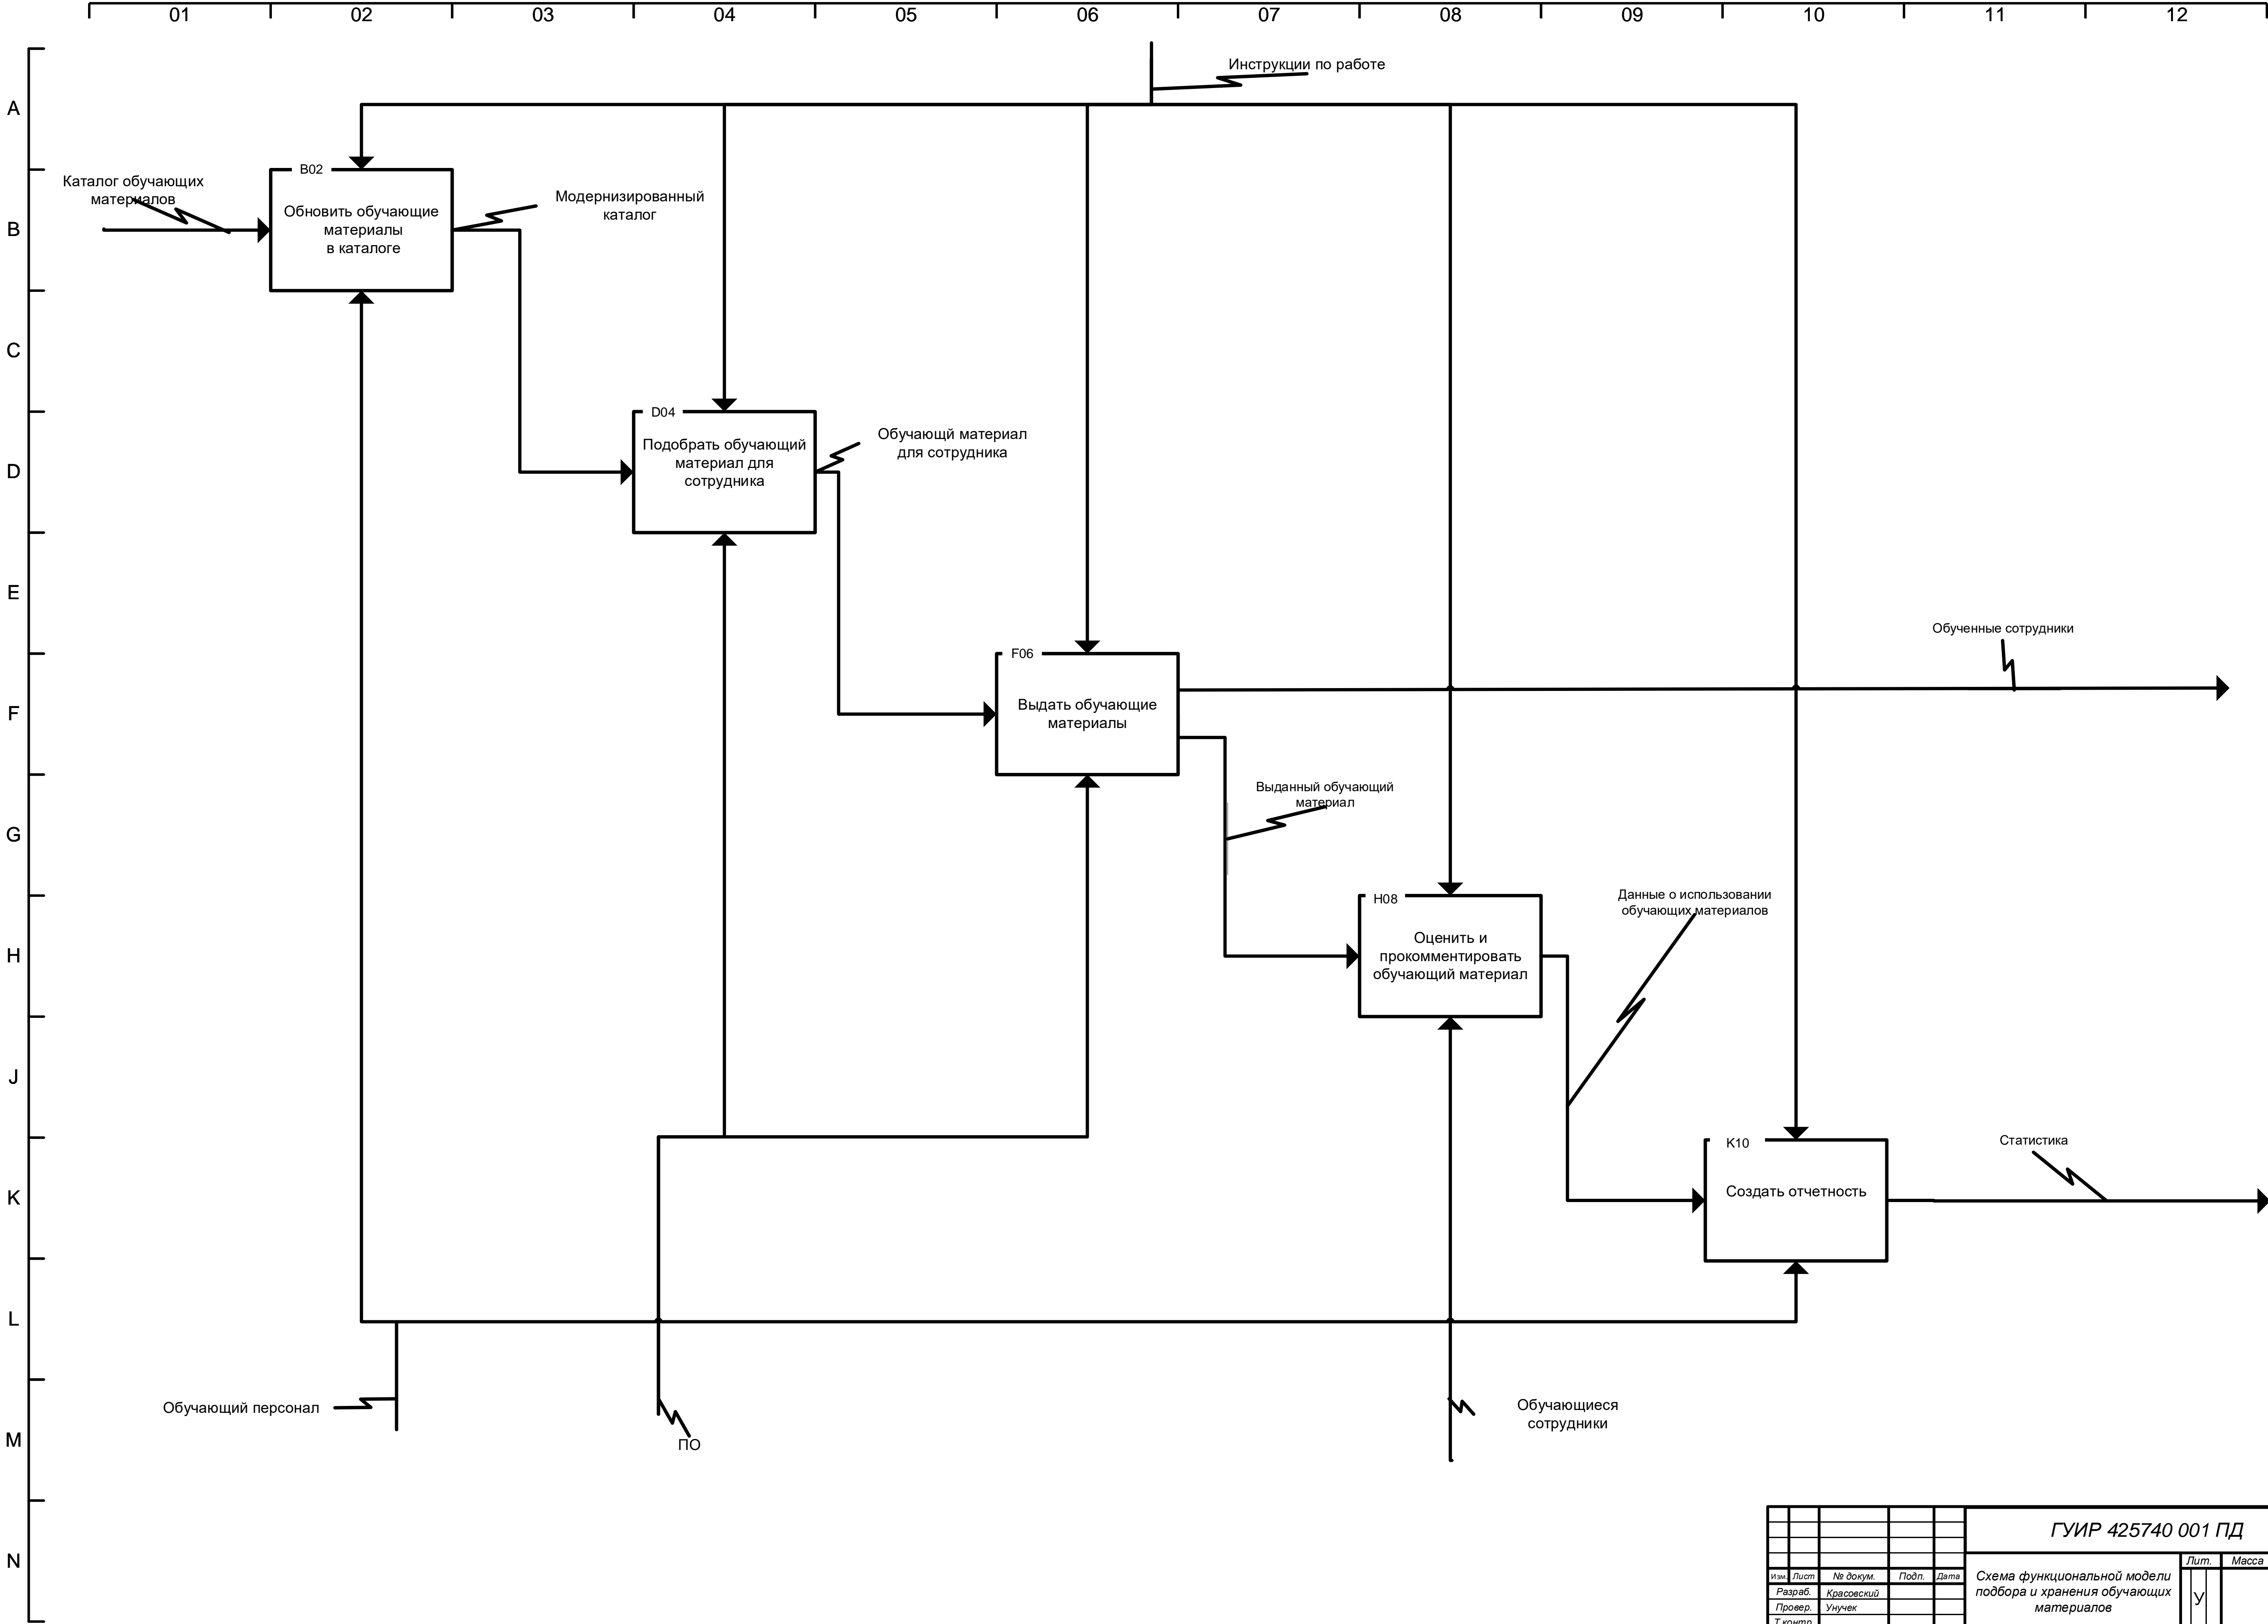 01 02 03 04 05 06 07 08 09 10 11 12
Инструкции по работе
A
B02
Каталог обучающих
материалов
Обновить обучающие
материалы
в каталоге
Модернизированный
каталог
B
C
D04
Подобрать обучающий
материал для
сотрудника
Обучающй материал
для сотрудника
D
E
Обученные сотрудники
F06
Выдать обучающие
материалы
F
Выданный обучающий
материал
G
H08
Оценить и
прокомментировать
обучающий материал
Данные о использовании
обучающих материалов
H
J
K10
Создать отчетность
Статистика
K
L
Обучающий персонал
ПО
Обучающиеся
сотрудники
M
N
ГУИР 425740 001 ПД
Лит. Масса
Изм. Лист № докум. Подп. Дата
Схема функциональной модели
подбора и хранения обучающих
материалов
У
Разраб. Красовский
Провер. Унучек
Т.контр